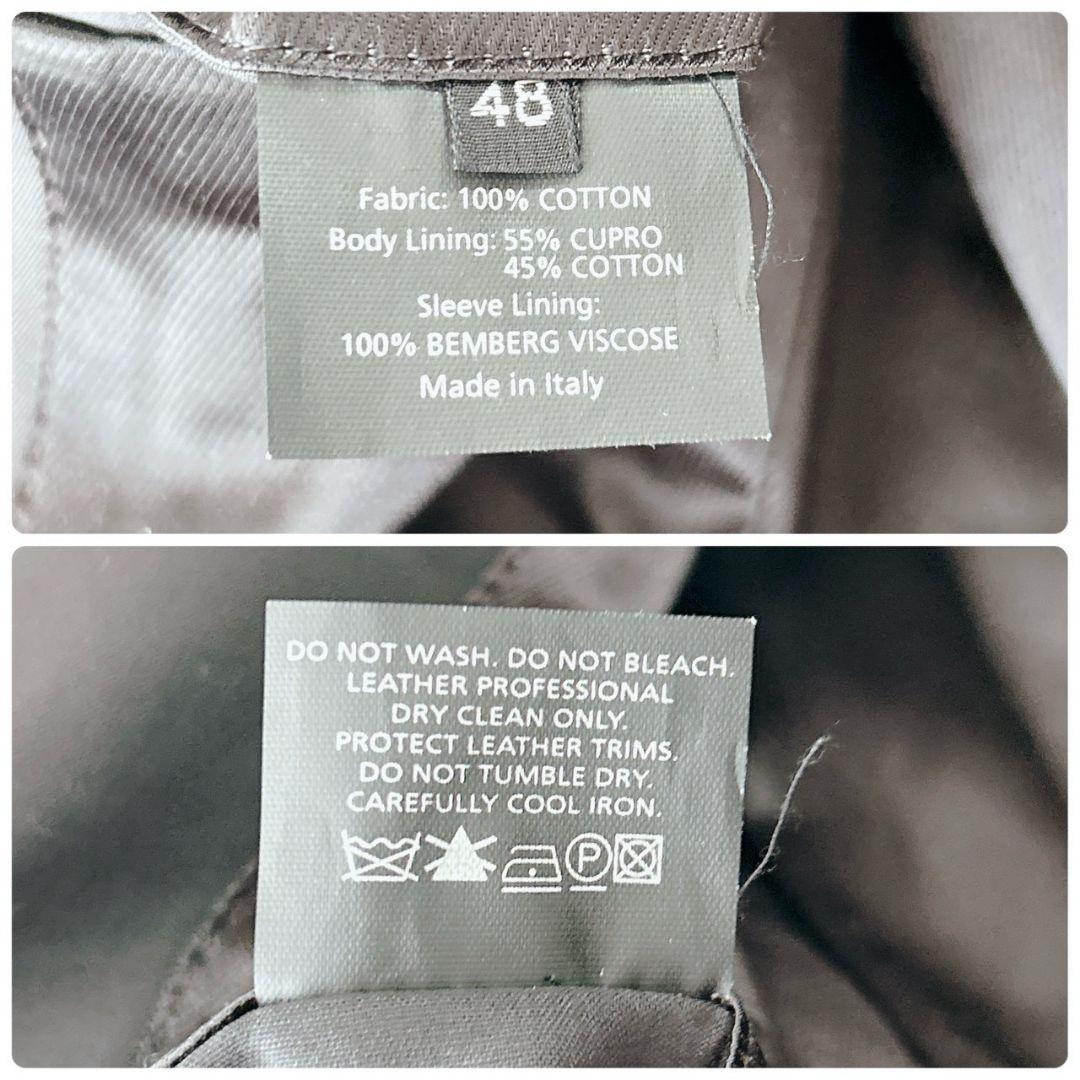 48
Fabric: 100% COTTON
Body Lining: 55% CUPRO
45% COTTON
Sleeve Lining:
100% BEMBERG VISCOSE
Made in Italy
DO NOT WASH. DO NOT BLEACH.
LEATHER PROFESSIONAL
DRY CLEAN ONLY.
PROTECT LEATHER TRIMS.
DO NOT TUMBLE DRY.
CAREFULLY COOL IRON.
P